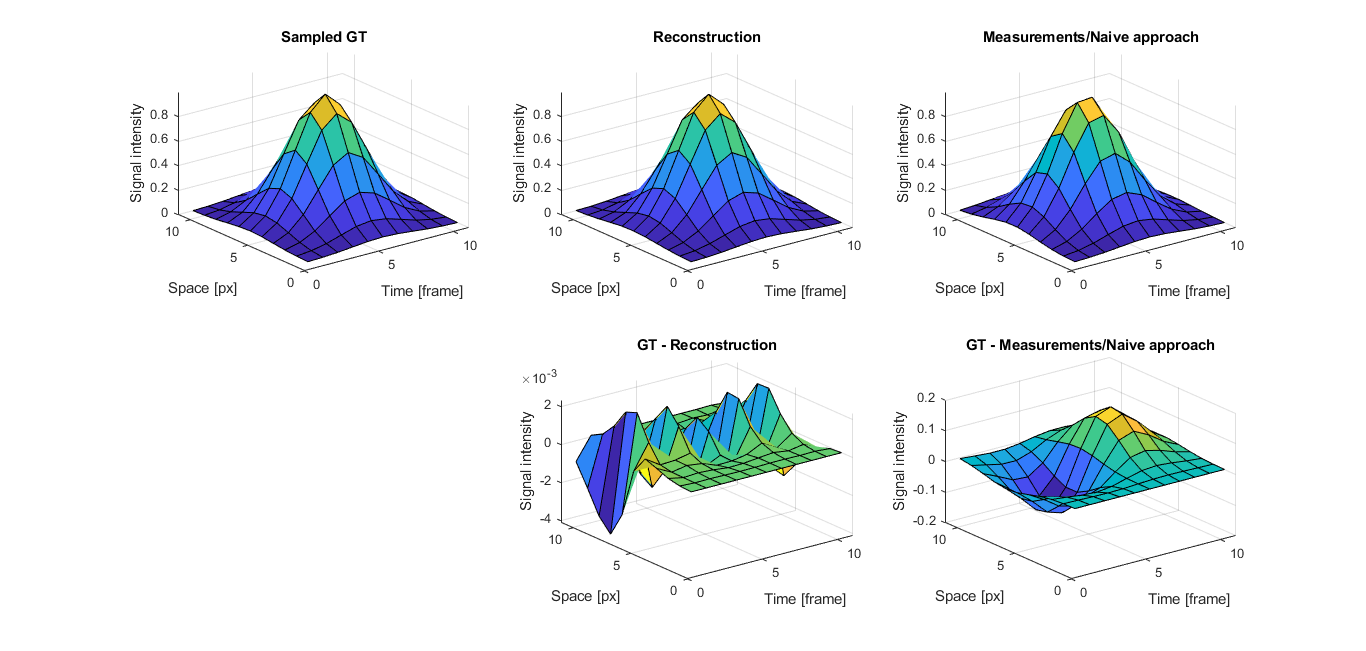 Sampled GT
Signal intensity
0.8
0.6
0.4
0.2
0
10
5
0
0
5
10
Space [px]
Time [frame]
Reconstruction
Signal intensity
0.8
0.6
0.4
0.2
0
10
5
0
0
5
10
Space [px]
Time [frame]
Measurements/Naive approach
Signal intensity
0.8
0.6
0.4
0.2
0
10
5
0
0
5
10
Space [px]
Time [frame]
GT - Reconstruction
×10⁻³
Signal intensity
2
0
-2
-4
10
5
0
0
5
10
Space [px]
Time [frame]
GT - Measurements/Naive approach
Signal intensity
0.2
0.1
0
-0.1
-0.2
10
5
0
0
5
10
Space [px]
Time [frame]